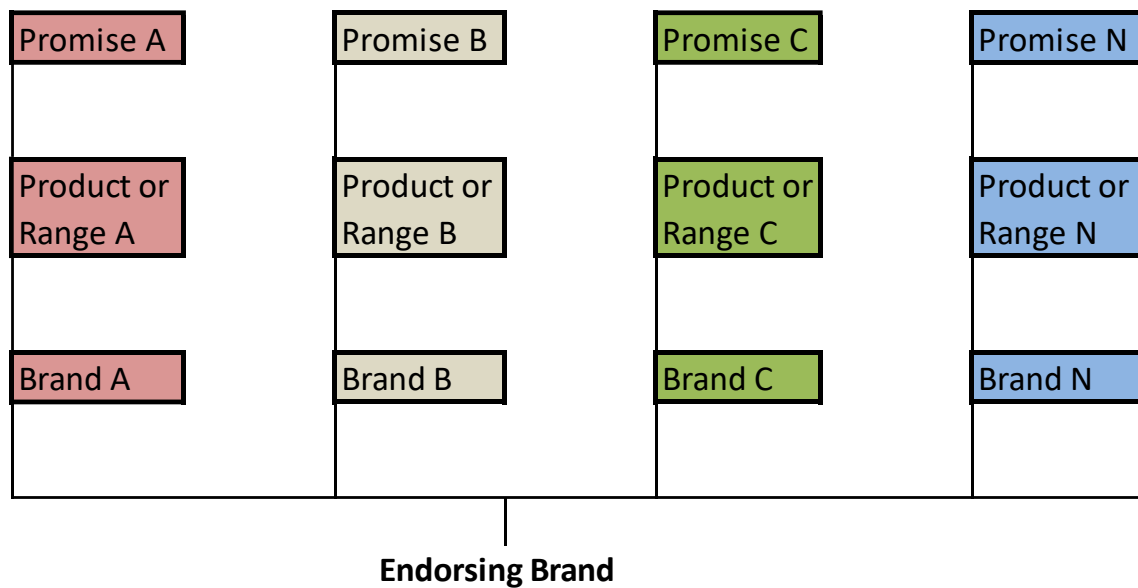 Promise A
Promise B
Promise C
Promise N
Product or
Range A
Product or
Range B
Product or
Range C
Product or
Range N
Brand A
Brand B
Brand C
Brand N
Endorsing Brand